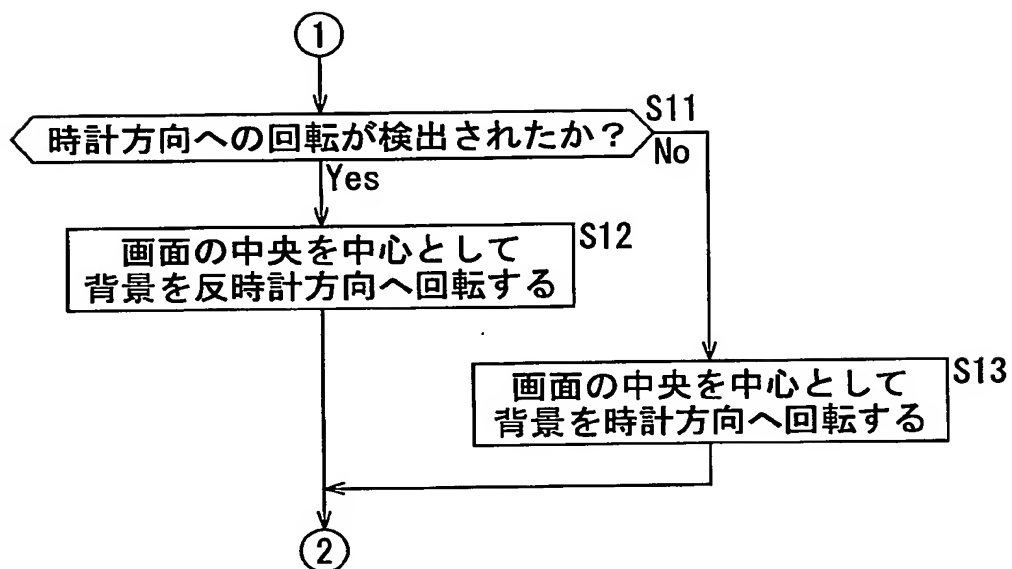 1
S11
時計方向への回転が検出されたか?
No
Yes
S12
画面の中央を中心として
背景を反時計方向へ回転する
S13
画面の中央を中心として
背景を時計方向へ回転する
2